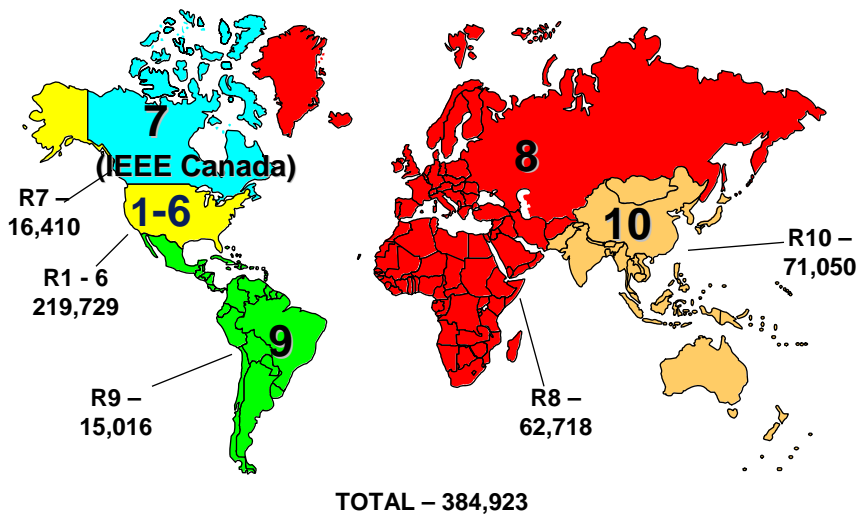 7
(IEEE Canada)
8
R7 –
16,410
1-6
10
R10 –
71,050
R1 - 6
219,729
9
R9 –
15,016
R8 –
62,718
TOTAL – 384,923